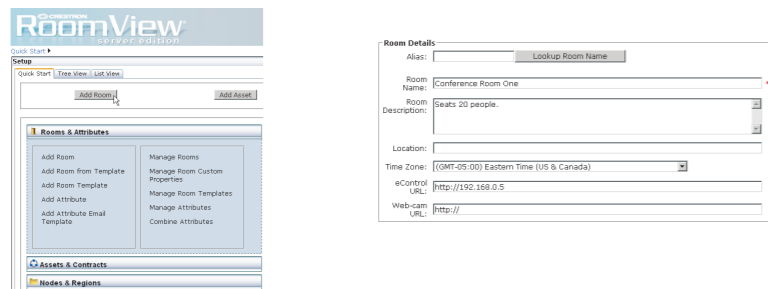 CRESTRON
RoomView
server edition
Quick Start
Setup
Quick Start Tree View List View
Add Room Add Asset
Rooms & Attributes
Add Room
Add Room from Template
Add Room Template
Add Attribute
Add Attribute Email
Template
Manage Rooms
Manage Room Custom
Properties
Manage Room Templates
Manage Attributes
Combine Attributes
Assets & Contracts
Nodes & Regions
Room Details
Alias: Lookup Room Name
Room
Name: Conference Room One *
Room
Description: Seats 20 people.
Location:
Time Zone: (GMT-05:00) Eastern Time (US & Canada)
eControl
URL: http://192.168.0.5
Web-cam
URL: http://